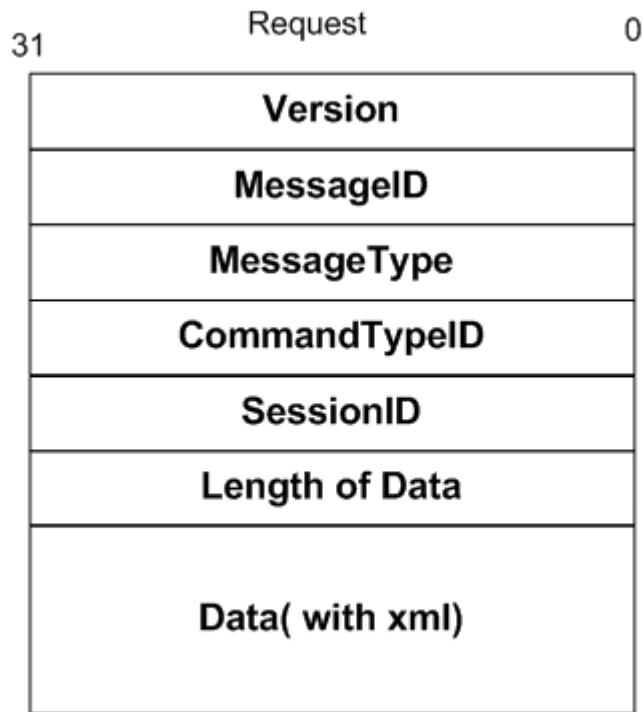 Request
31 0
Version
MessageID
MessageType
CommandTypeID
SessionID
Length of Data
Data( with xml)